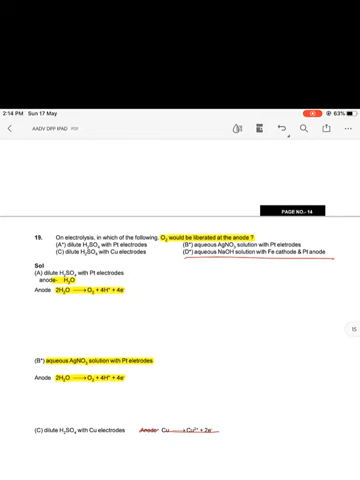 2:14 PM Sun 17 May
63%
AADV DPP IPAD PDF
PAGE NO.- 14
19. On electrolysis, in which of the following, O₂ would be liberated at the anode ?
(A*) dilute H₂SO₄ with Pt electrodes (B*) aqueous AgNO₃ solution with Pt eletrodes
(C) dilute H₂SO₄ with Cu electrodes (D*) aqueous NaOH solution with Fe cathode & Pt anode
Sol
(A) dilute H₂SO₄ with Pt electrodes
anode- H₂O
Anode 2H₂O ⟶ O₂ + 4H⁺ + 4e⁻
15
(B*) aqueous AgNO₃ solution with Pt eletrodes
Anode 2H₂O ⟶ O₂ + 4H⁺ + 4e⁻
(C) dilute H₂SO₄ with Cu electrodes Anode Cu ⟶ Cu²⁺ + 2e⁻